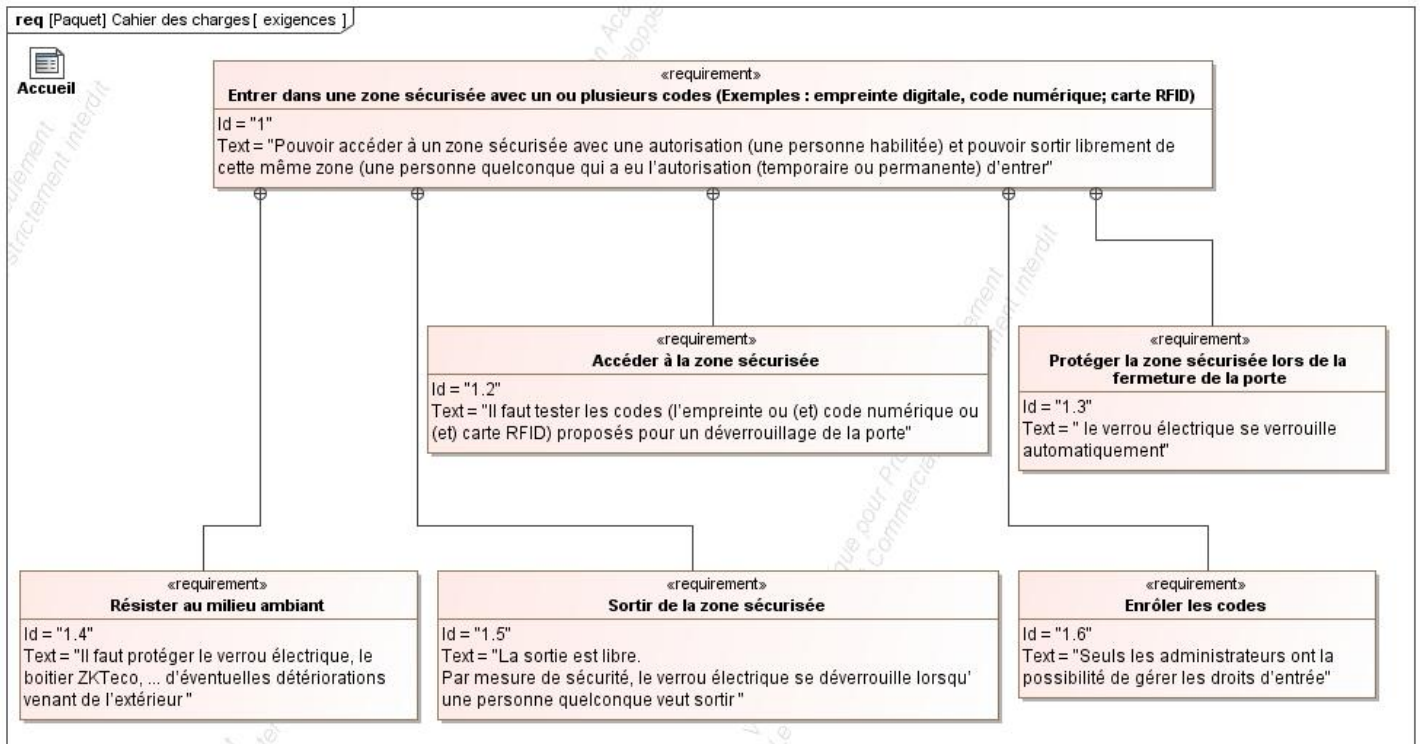 req [Paquet] Cahier des charges[ exigences ]
Accueil
«requirement»
Entrer dans une zone sécurisée avec un ou plusieurs codes (Exemples : empreinte digitale, code numérique; carte RFID)
Id = "1"
Text = "Pouvoir accéder à un zone sécurisée avec une autorisation (une personne habilitée) et pouvoir sortir librement de
cette même zone (une personne quelconque qui a eu l'autorisation (temporaire ou permanente) d'entrer"
«requirement»
Accéder à la zone sécurisée
Id = "1.2"
Text = "Il faut tester les codes (l'empreinte ou (et) code numérique ou
(et) carte RFID) proposés pour un déverrouillage de la porte"
«requirement»
Protéger la zone sécurisée lors de la
fermeture de la porte
Id = "1.3"
Text = " le verrou électrique se verrouille
automatiquement"
«requirement»
Résister au milieu ambiant
Id = "1.4"
Text = "Il faut protéger le verrou électrique, le
boitier ZKTeco, ... d'éventuelles détériorations
venant de l'extérieur"
«requirement»
Sortir de la zone sécurisée
Id = "1.5"
Text = "La sortie est libre.
Par mesure de sécurité, le verrou électrique se déverrouille lorsqu'
une personne quelconque veut sortir"
«requirement»
Enrôler les codes
Id = "1.6"
Text = "Seuls les administrateurs ont la
possibilité de gérer les droits d'entrée"